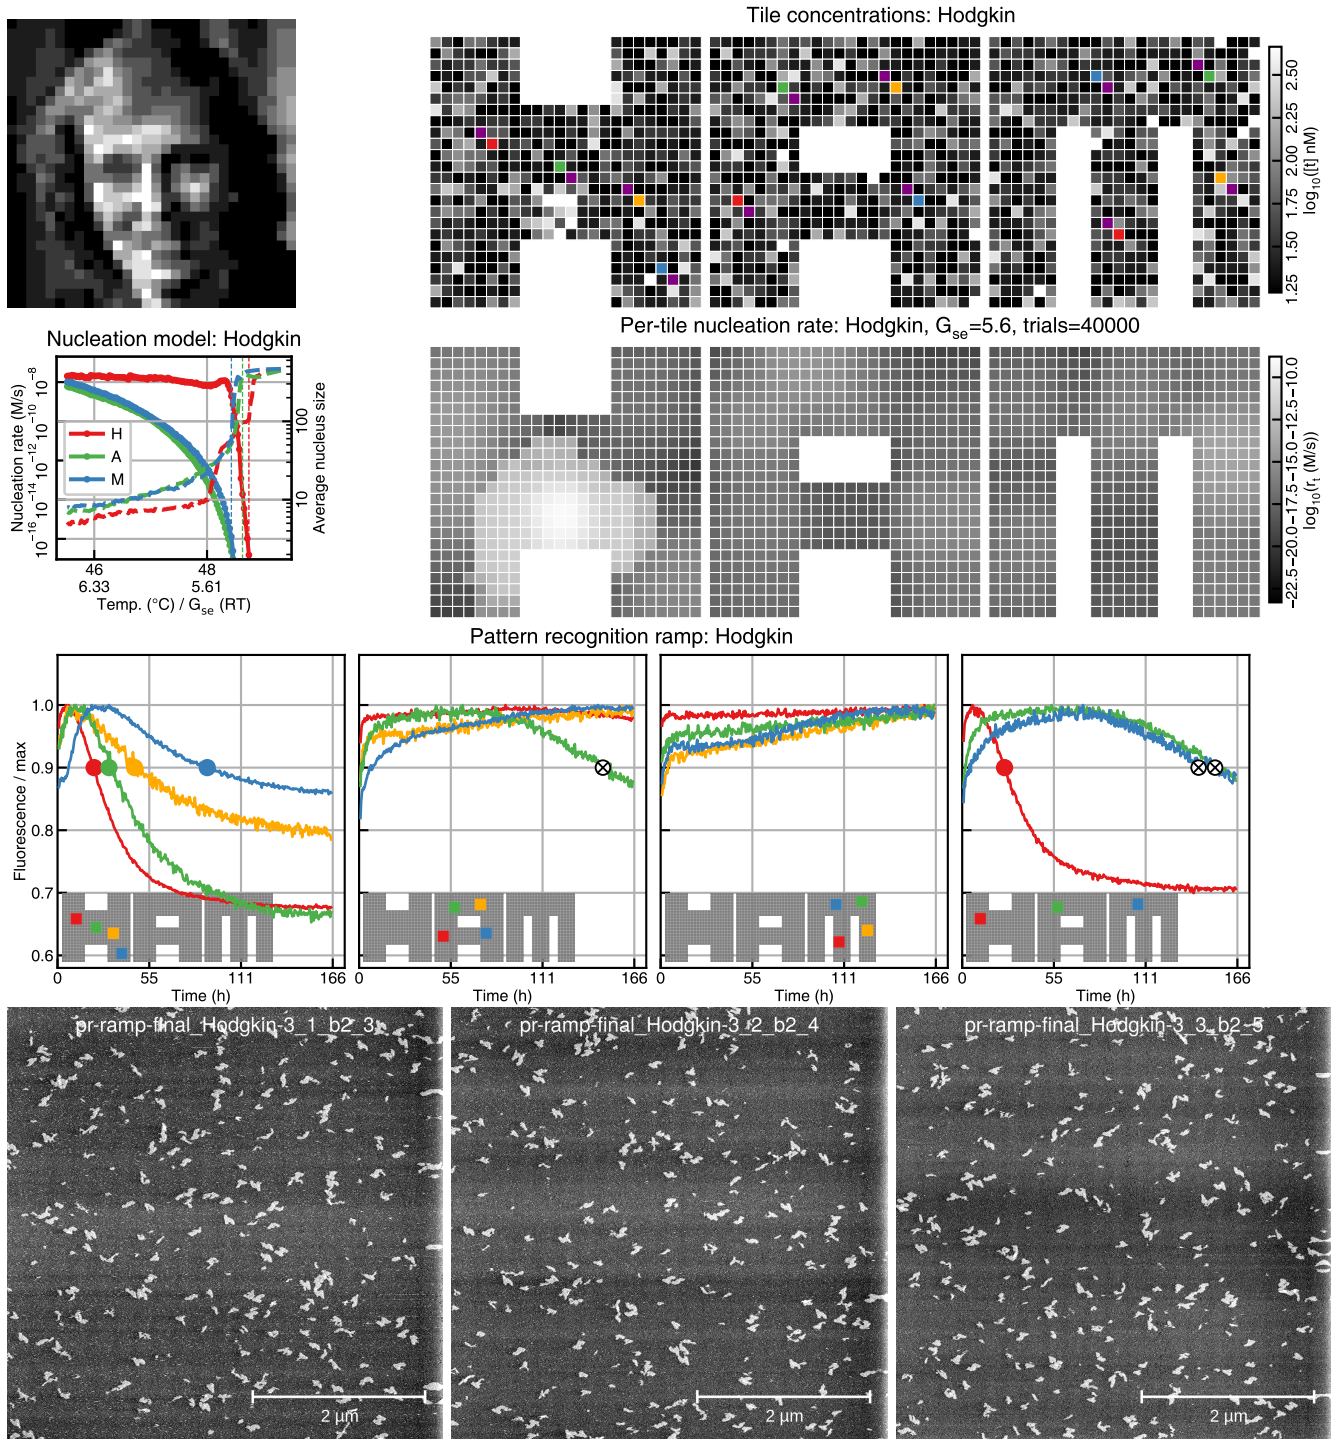 Tile concentrations: Hodgkin
2.50
2.25
2.00
1.75
1.50
1.25
log10([t] nM)
Nucleation model: Hodgkin
Nucleation rate (M/s)
10−8
10−10
10−12
10−14
10−16
H
A
M
100
10
Average nucleus size
46
48
6.33
5.61
Temp. (°C) / Gse (RT)
Per-tile nucleation rate: Hodgkin, Gse=5.6, trials=40000
−10.0
−12.5
−15.0
−17.5
−20.0
−22.5
log10(rt (M/s))
Pattern recognition ramp: Hodgkin
Fluorescence / max
1.0
0.9
0.8
0.7
0.6
0 55 111 166
Time (h)
0 55 111 166
Time (h)
0 55 111 166
Time (h)
0 55 111 166
Time (h)
pr-ramp-final_Hodgkin-3_1_b2_3
pr-ramp-final_Hodgkin-3_2_b2_4
pr-ramp-final_Hodgkin-3_3_b2_5
2 µm
2 µm
2 µm